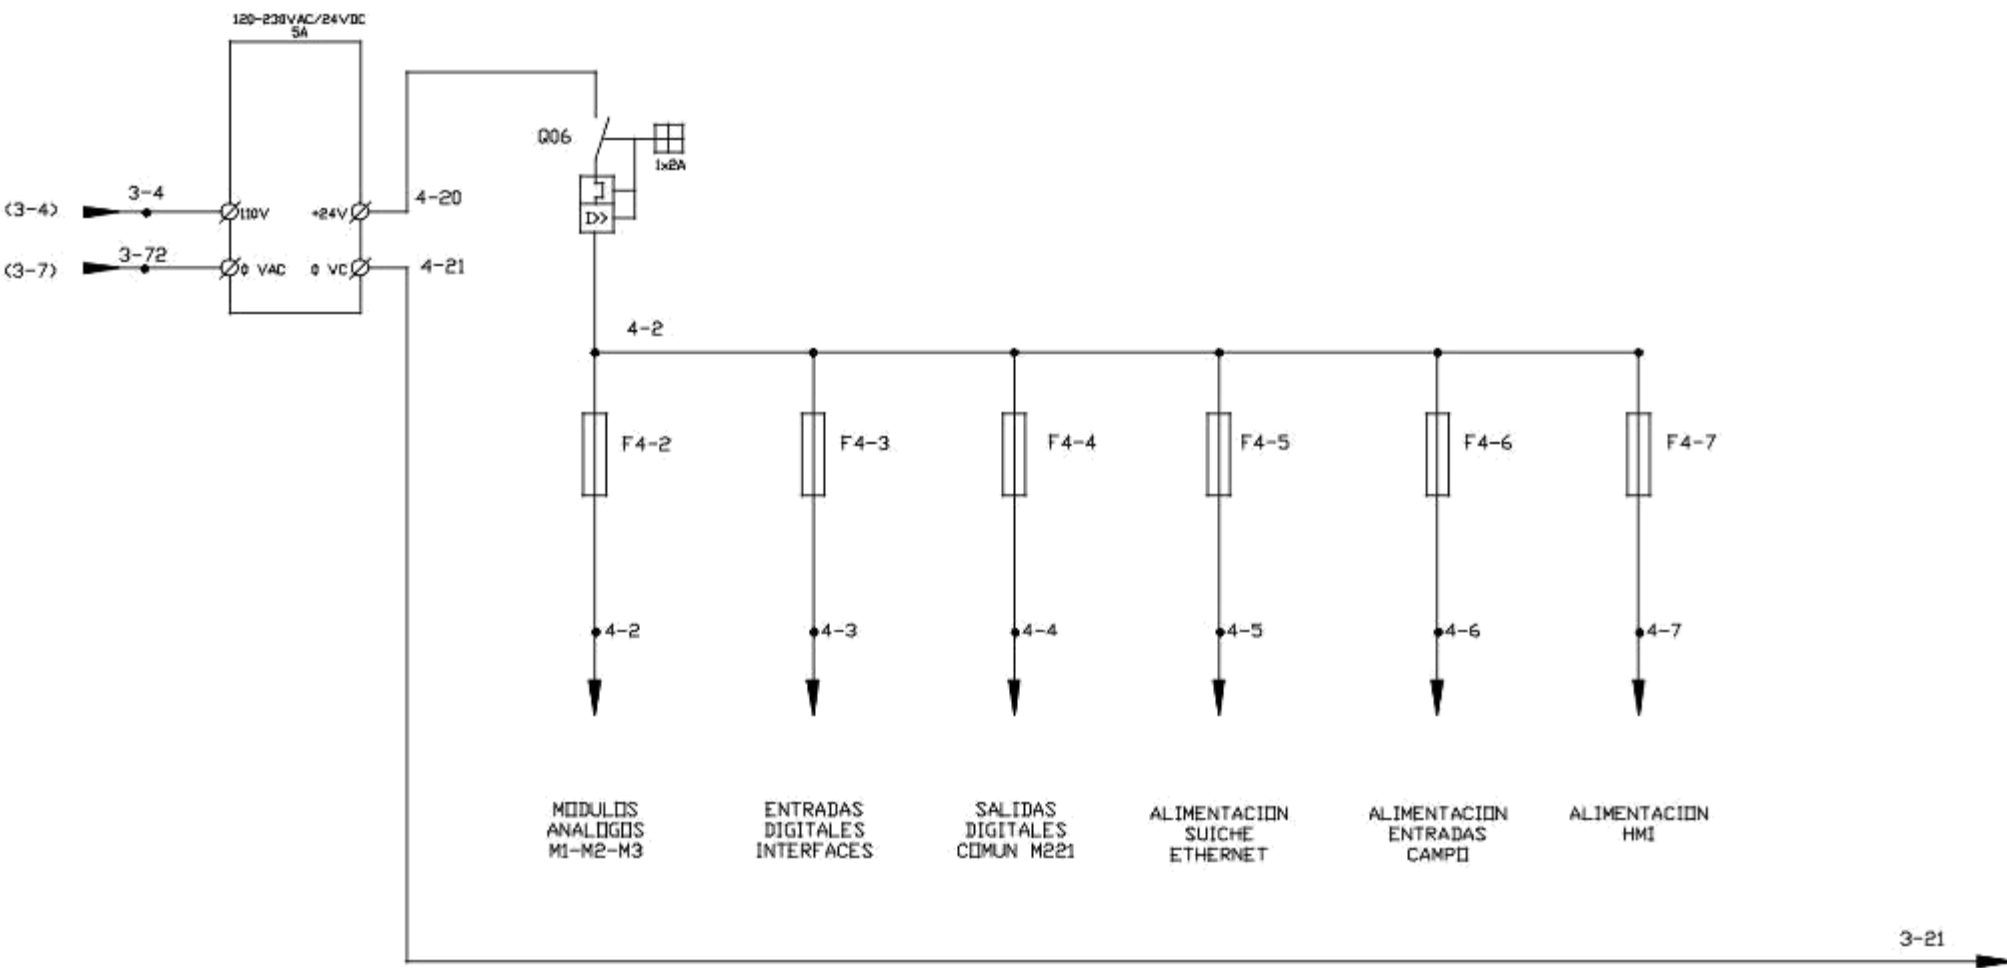 120-230VAC/24VDC
5A
Q06
1x2A
(3-4)
3-4
110V
+24V
4-20
D>>
(3-7)
3-72
0 VAC
0 VC
4-21
4-2
F4-2
F4-3
F4-4
F4-5
F4-6
F4-7
4-2
4-3
4-4
4-5
4-6
4-7
MODULOS
ANALOGOS
M1-M2-M3
ENTRADAS
DIGITALES
INTERFACES
SALIDAS
DIGITALES
COMUN M221
ALIMENTACION
SUICHE
ETHERNET
ALIMENTACION
ENTRADAS
CAMPO
ALIMENTACION
HMI
3-21